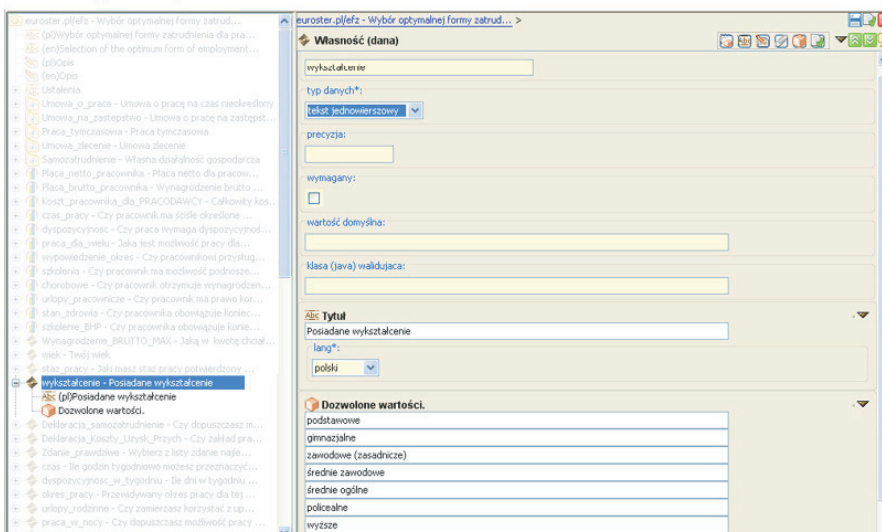 euroster.pl/efz - Wybór optymalnej formy zatrud...
(pl)Wybór optymalnej formy zatrudnienia dla pra...
(en)Selection of the optimum form of employment...
(pl)Opis
(en)Opis
Ustalenia
Umowa_o_prace - Umowa o pracę na czas nieokreślony
Umowa_na_zastepstwo - Umowa o pracę na zastępst...
Praca_tymczasowa - Praca tymczasowa
Umowa_zlecenie - Umowa zlecenie
Samozatrudnienie - Własna działalność gospodarcza
Placa_netto_pracownika - Płaca netto dla pracow...
Placa_brutto_pracownika - Wynagrodzenie brutto ...
Koszt_pracownika_dla_PRACODAWCY - Całkowity kos...
czas_pracy - Czy pracownik ma ściśle określone ...
dyspozycyjnosc - Czy praca wymaga dyspozycyjnoś...
praca_dla_wielu - Jaka jest możliwość pracy dla...
wypowiedzenie_okres - Czy pracownikowi przysług...
szkolenia - Czy pracownik ma możliwość podnosze...
chorobowe - Czy pracownik otrzymuje wynagrodzen...
urlopy_pracownicze - Czy pracownik ma prawo kor...
stan_zdrowia - Czy pracownika obowiązuje koniec...
szkolenie_BHP - Czy pracownika obowiązuje konie...
Wynagrodzenie_BRUTTO_MAX - Jaką w kwotę chciał...
wiek - Twój wiek
staz_pracy - Jaki masz staż pracy potwierdzony ...
wykształcenie - Posiadane wykształcenie
Abc (pl)Posiadane wykształcenie
Dozwolone wartości.
Deklaracja_samozatrudnienie - Czy dopuszczasz m...
Deklaracja_Koszty_Uzysk_Przych - Czy zakład pra...
Zdanie_prawdziwe - Wybierz z listy zdanie najle...
czas - Ile godzin tygodniowo możesz przeznaczyć...
dyspozycyjnosc_w_tygodniu - Ile dni w tygodniu ...
okres_pracy - Przewidywany okres pracy dla tej ...
urlopy_rodzinne - Czy zamierzasz korzystać z up...
praca_w_nocy - Czy dopuszczasz możliwość pracy ...
euroster.pl/efz - Wybór optymalnej formy zatrud... >
Własność (dana)
wykształcenie
typ danych*:
tekst jednowierszowy
precyzja:
wymagany:
wartość domyślna:
klasa (java) walidujaca:
Abc Tytuł
Posiadane wykształcenie
lang*:
polski
Dozwolone wartości.
podstawowe
gimnazjalne
zawodowe (zasadnicze)
średnie zawodowe
średnie ogólne
policealne
wyższe